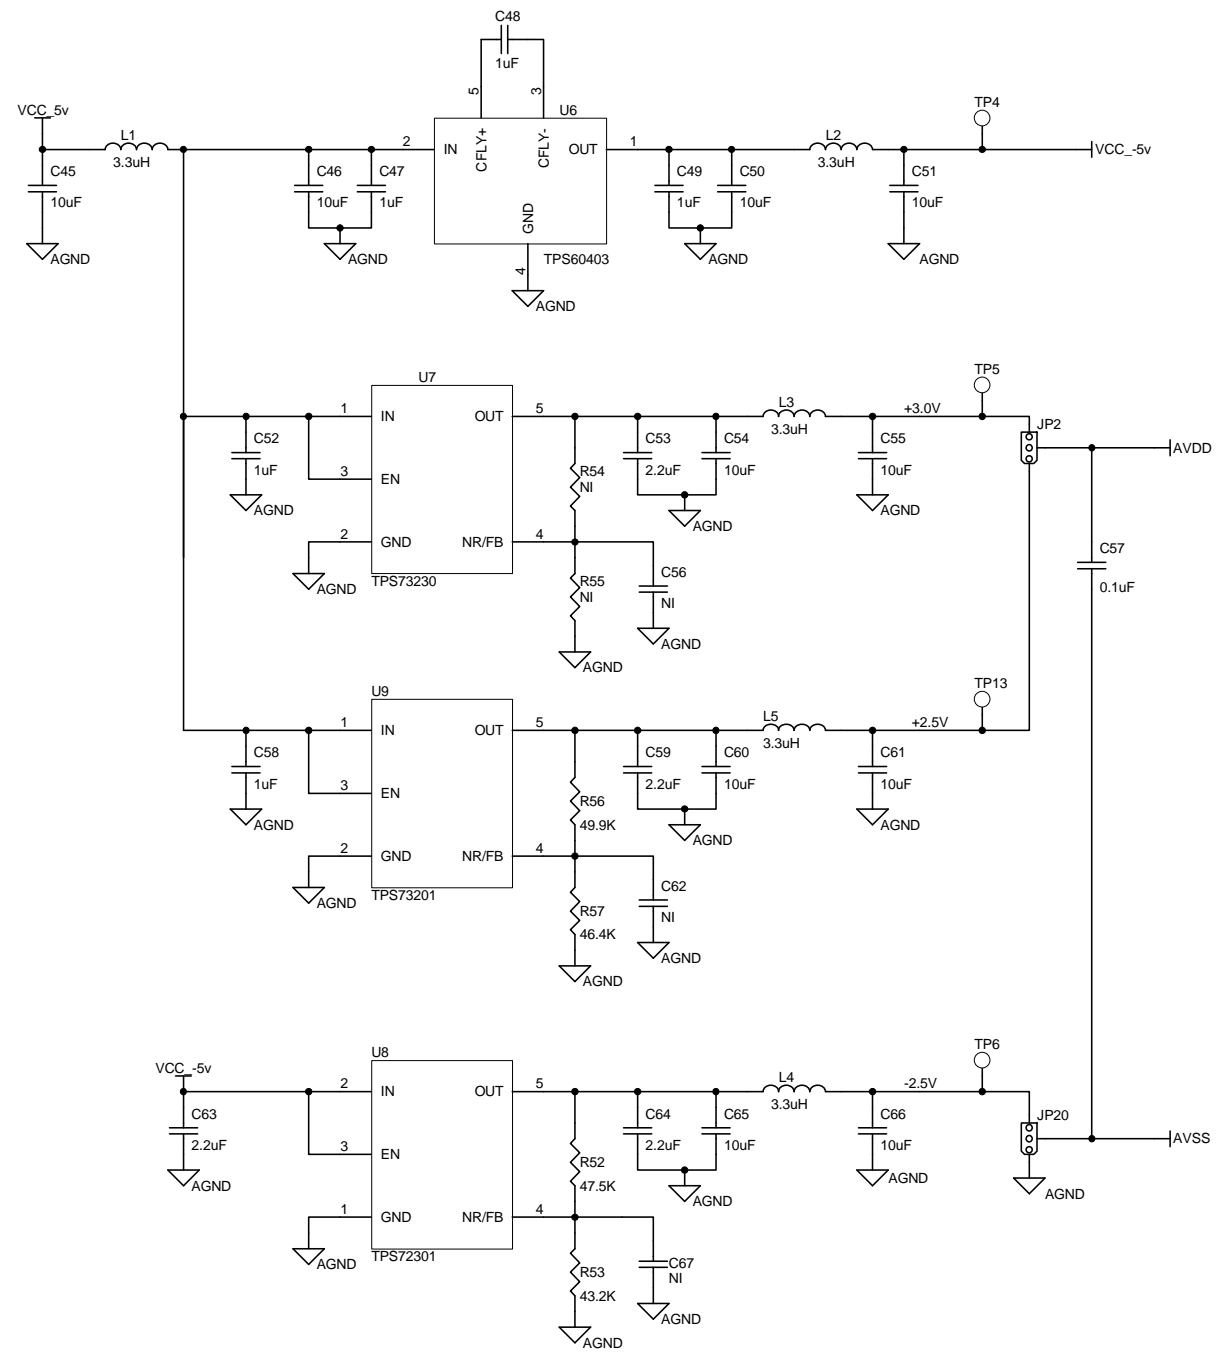 C48
1uF
5
3
U6
TP4
VCC_5v
L1
3.3uH
2
IN
CFLY+
CFLY-
OUT
1
L2
3.3uH
VCC_-5v
C45
10uF
C46
10uF
C47
1uF
C49
1uF
C50
10uF
C51
10uF
GND
AGND
AGND
4
TPS60403
AGND
AGND
AGND
U7
TP5
1
IN
OUT
5
L3
3.3uH
+3.0V
JP2
C52
1uF
3
EN
R54
NI
C53
2.2uF
C54
10uF
C55
10uF
AVDD
AGND
AGND
AGND
2
GND
NR/FB
4
C57
0.1uF
AGND
TPS73230
R55
NI
C56
NI
AGND
AGND
U9
TP13
1
IN
OUT
5
L5
3.3uH
+2.5V
C58
1uF
3
EN
R56
49.9K
C59
2.2uF
C60
10uF
C61
10uF
AGND
AGND
AGND
2
GND
NR/FB
4
AGND
TPS73201
R57
46.4K
C62
NI
AGND
AGND
U8
TP6
VCC_-5v
2
IN
OUT
5
L4
3.3uH
-2.5V
JP20
C63
2.2uF
3
EN
R52
47.5K
C64
2.2uF
C65
10uF
C66
10uF
AVSS
AGND
AGND
AGND
AGND
1
GND
NR/FB
4
AGND
TPS72301
R53
43.2K
C67
NI
AGND
AGND